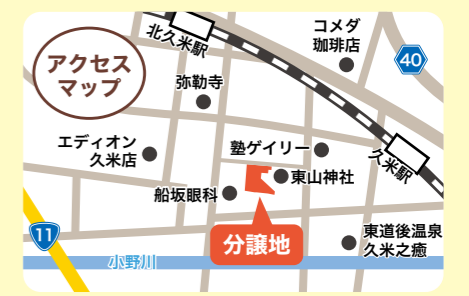 アクセス
マップ
北久米駅
コメダ
珈琲店
40
弥勒寺
エディオン
久米店
塾ゲイリー
久米駅
東山神社
船坂眼科
分譲地
11
小野川
東道後温泉
久米之癒